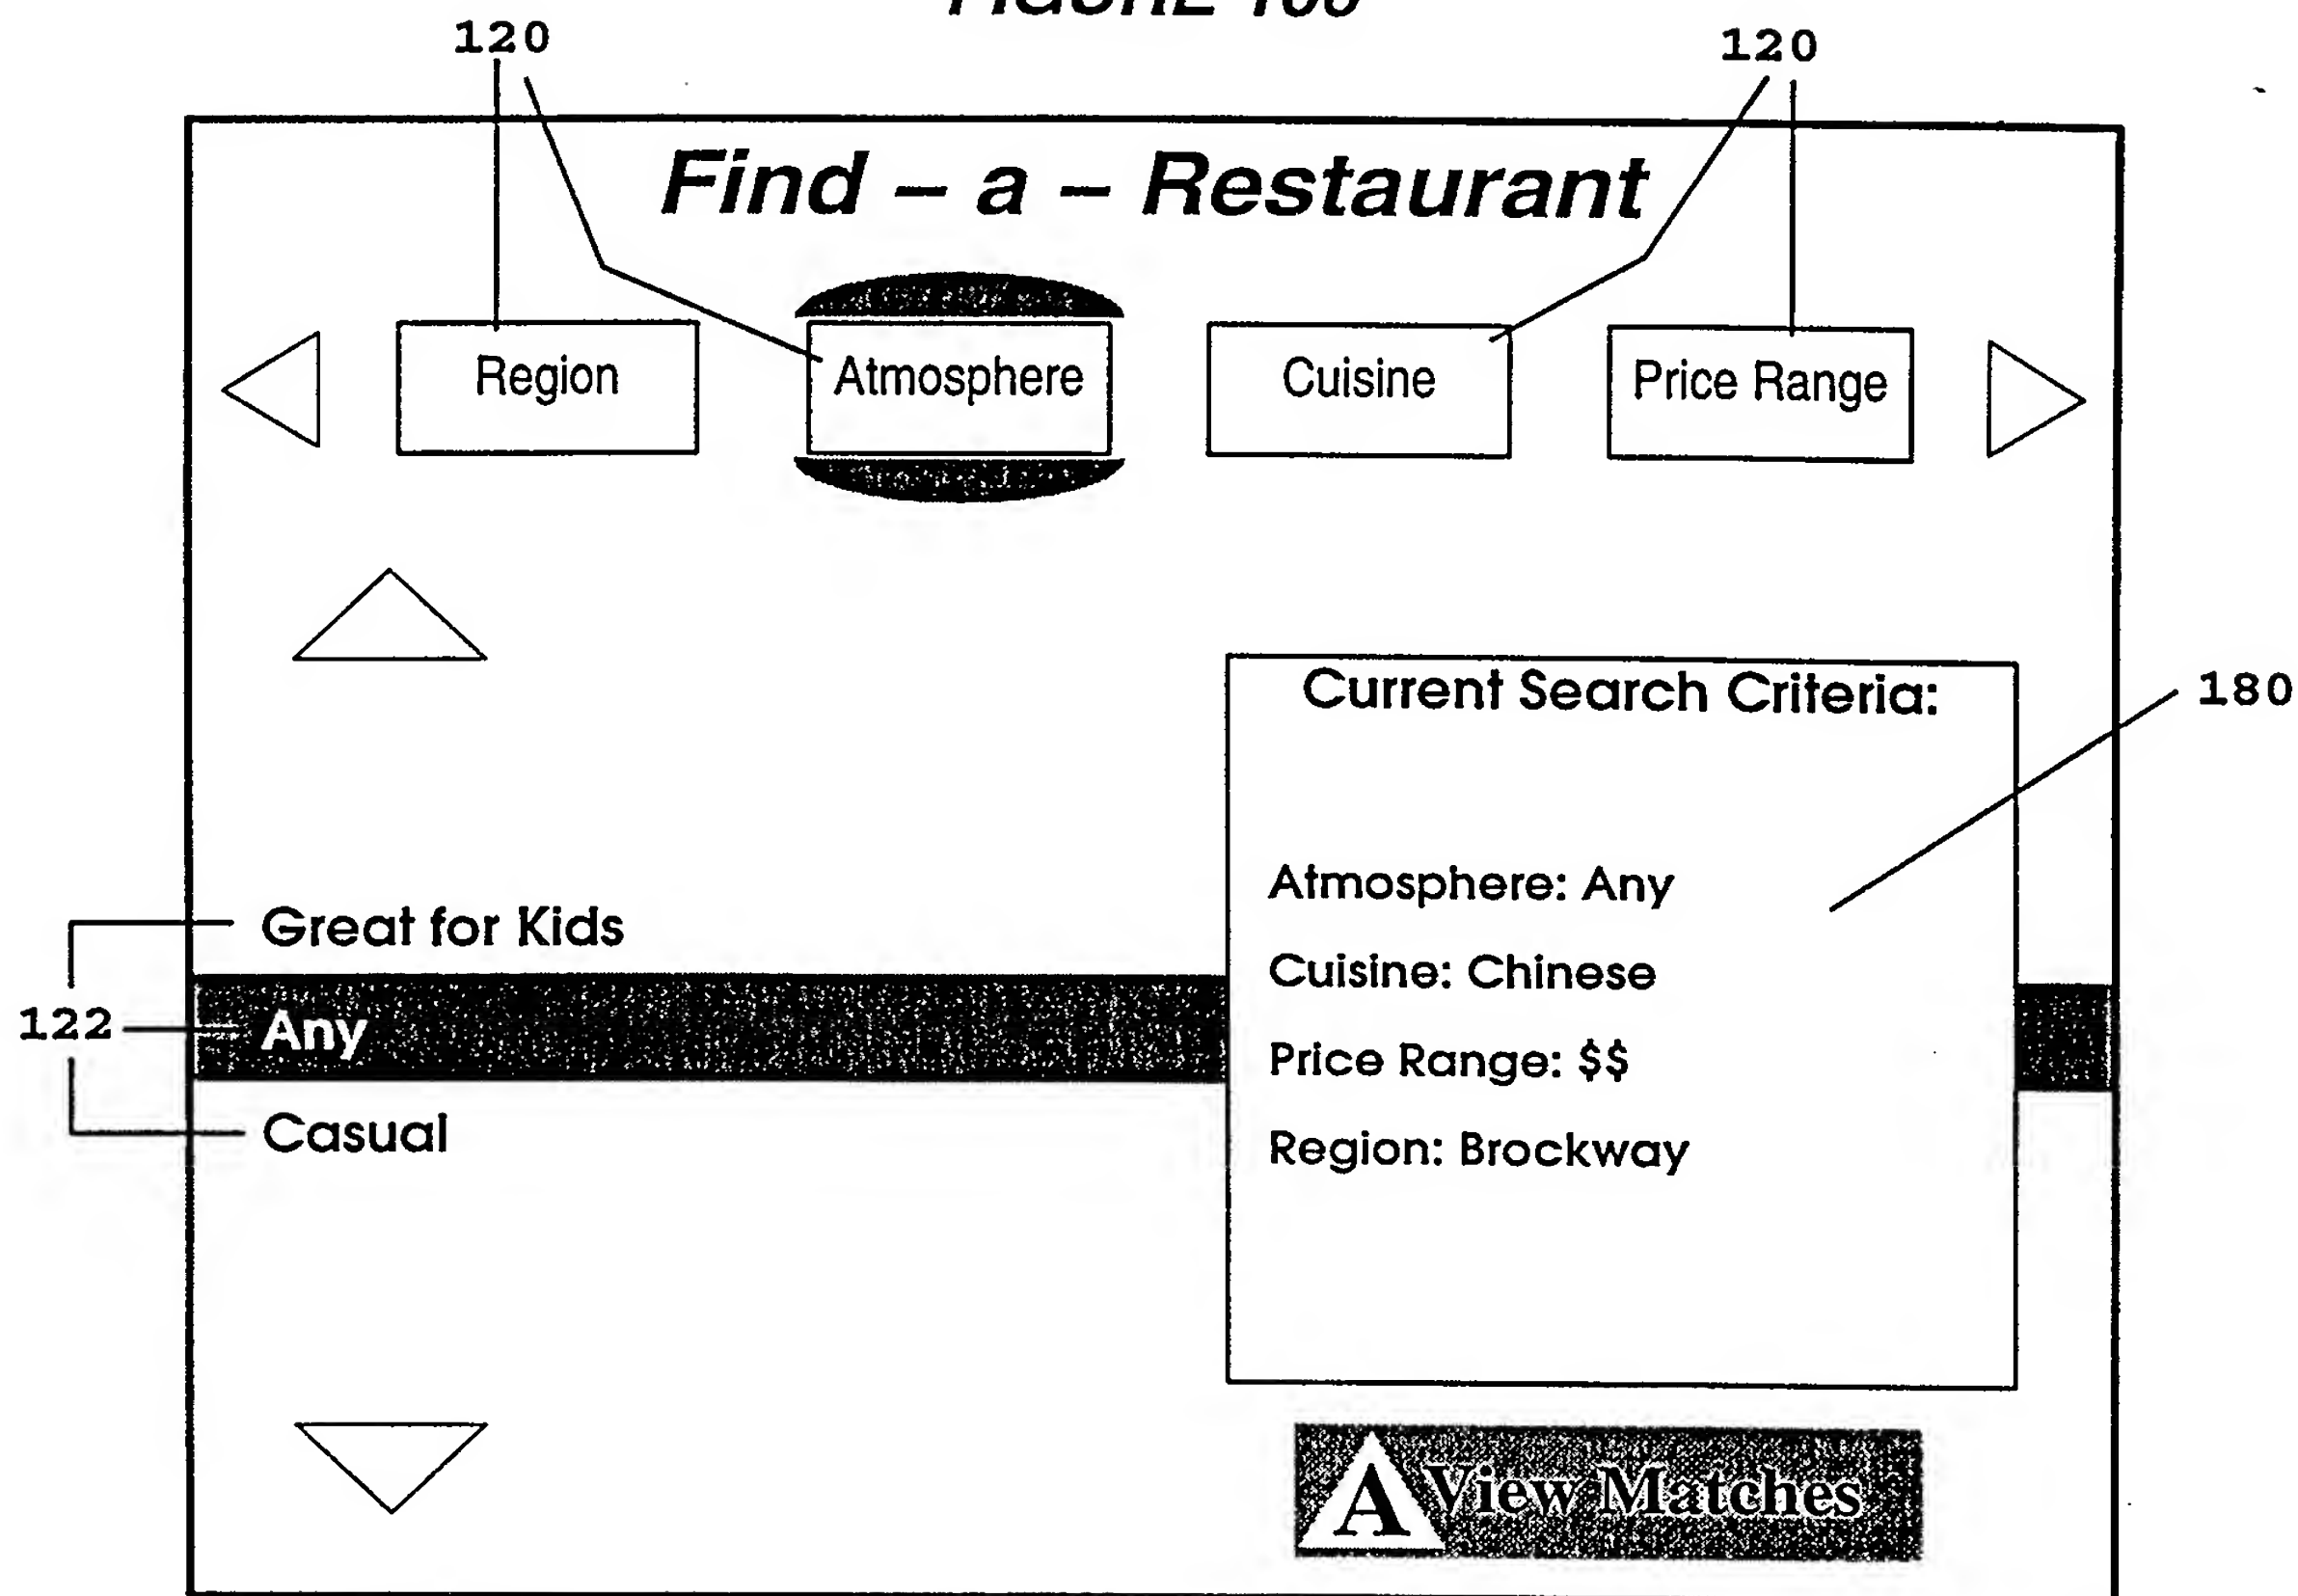 120
120
Find – a – Restaurant
Region
Atmosphere
Cuisine
Price Range
Current Search Criteria:
180
Atmosphere: Any
Great for Kids
Cuisine: Chinese
122
Any
Price Range: $$
Casual
Region: Brockway
A View Matches